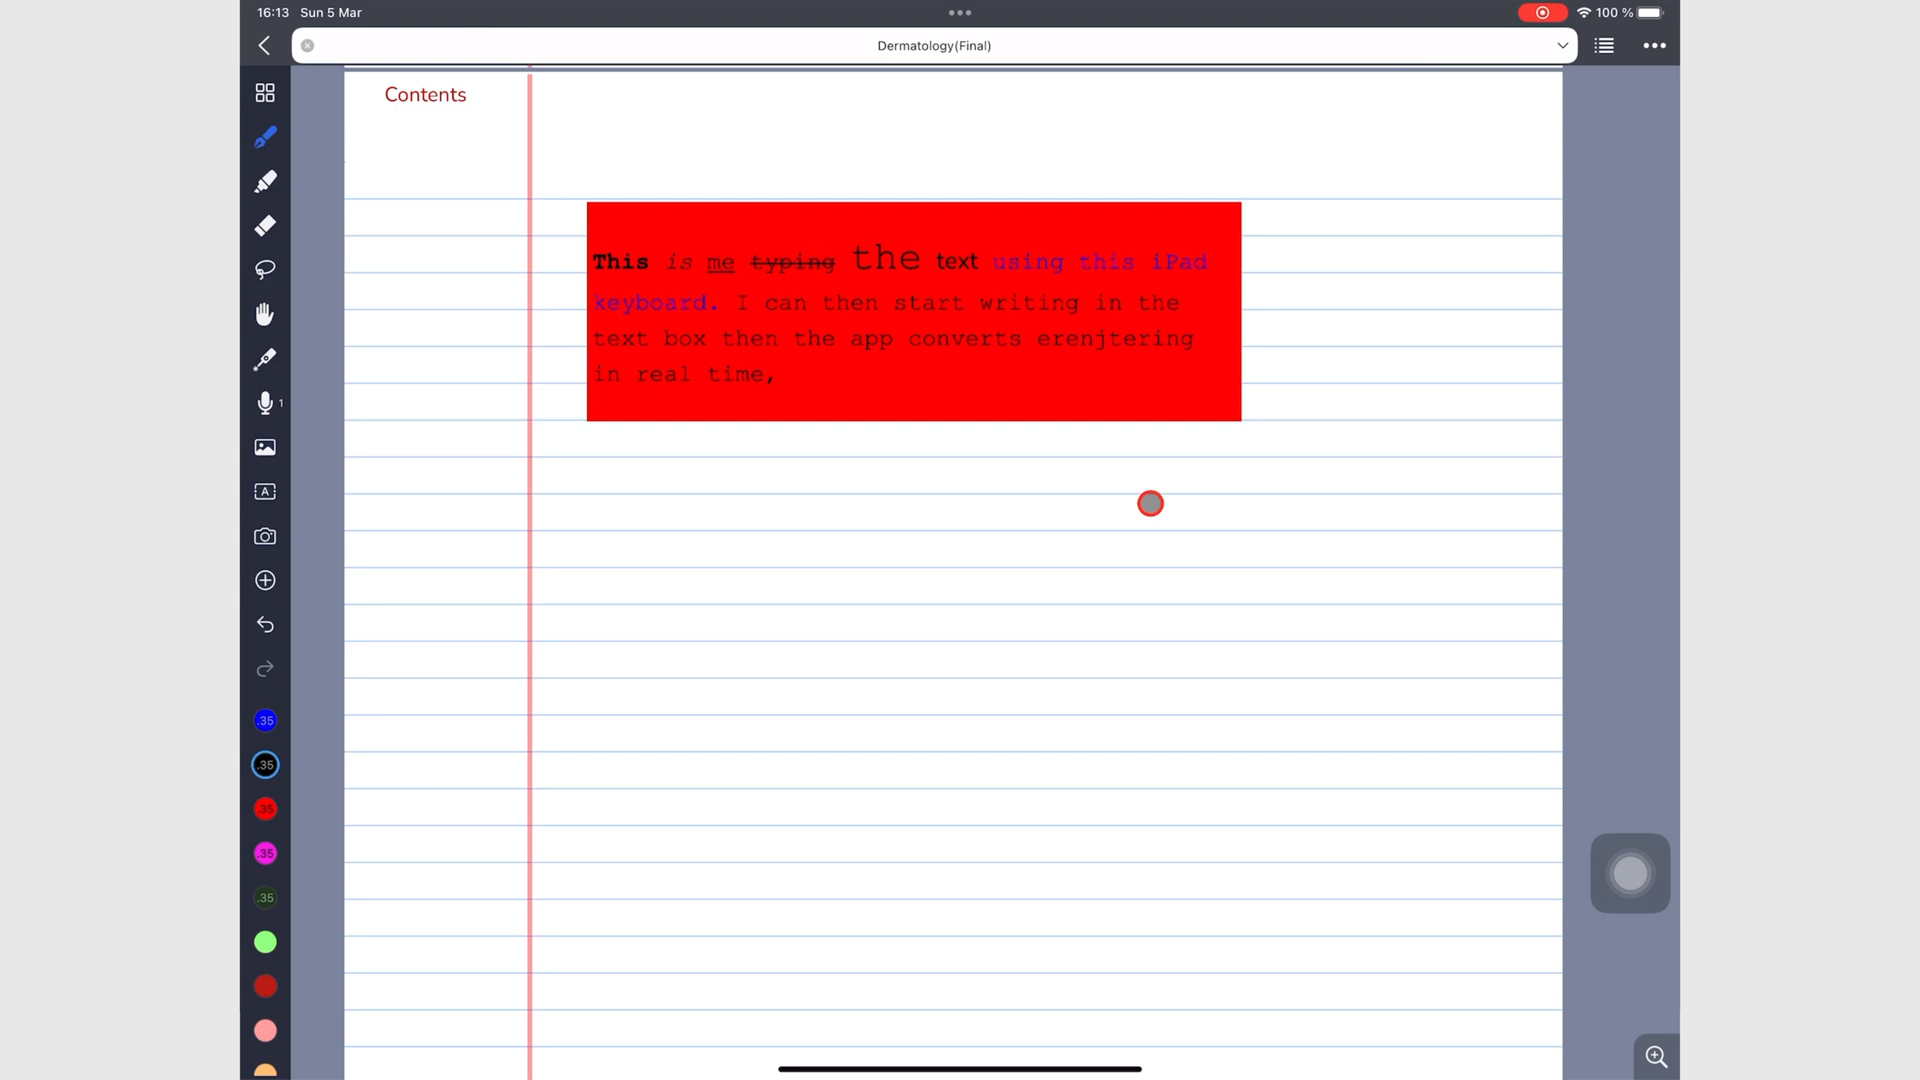 16:13 Sun 5 Mar
100 %
Dermatology(Final)
Contents
This is me typing the text using this iPad
keyboard. I can then start writing in the
text box then the app converts erenjtering
in real time,
1
A
.35
.35
.35
.35
.35